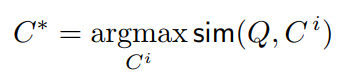 C* = argmax sim(Q, C^i)
C^i